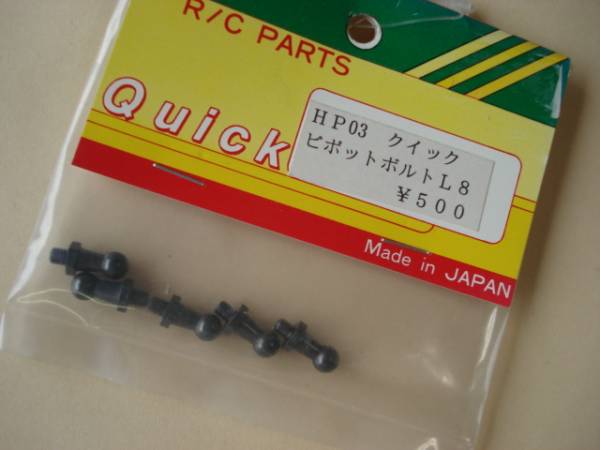 R/C PARTS
Quick
HP03 クイック
ピボットボルトL8
¥500
Made in JAPAN